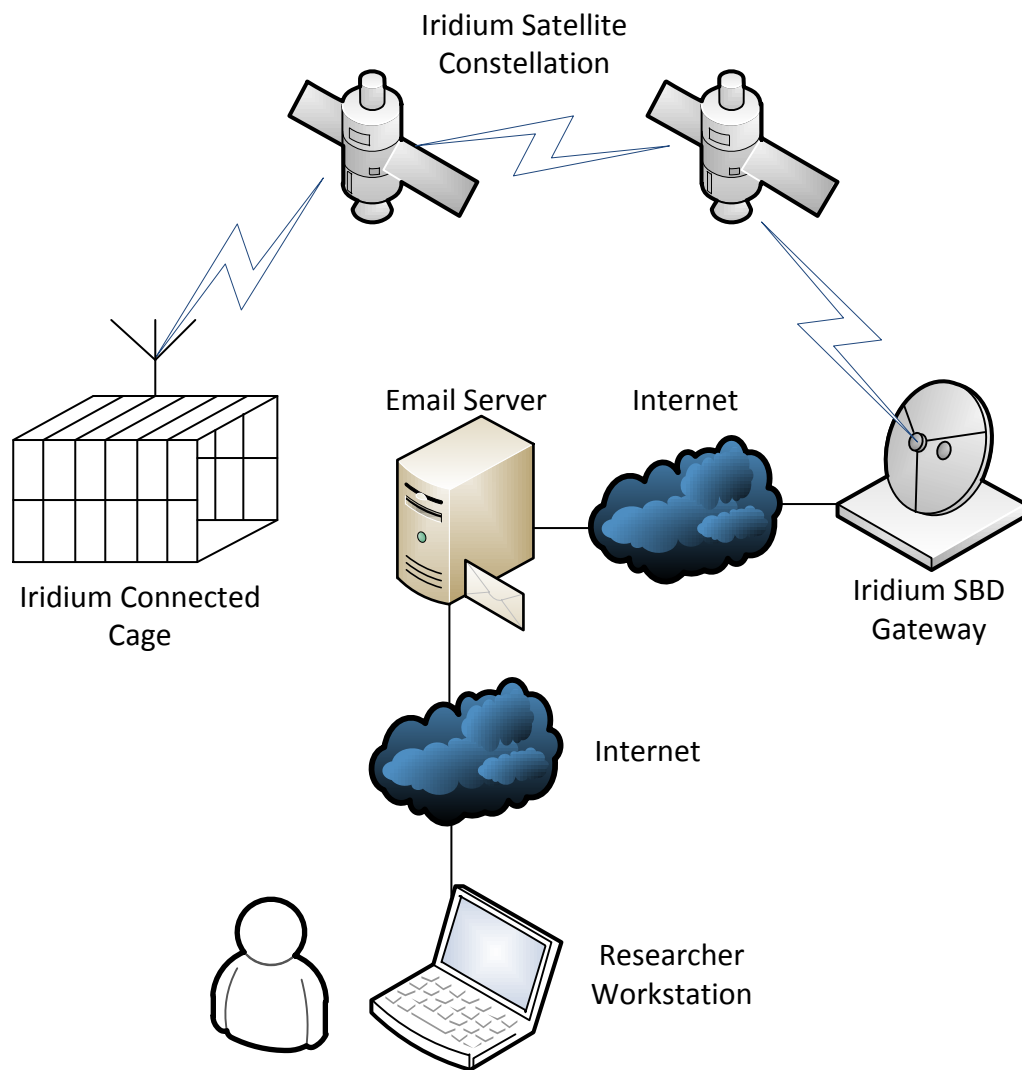 Iridium Satellite
Constellation
Email Server
Internet
Iridium Connected
Cage
Iridium SBD
Gateway
Internet
Researcher
Workstation